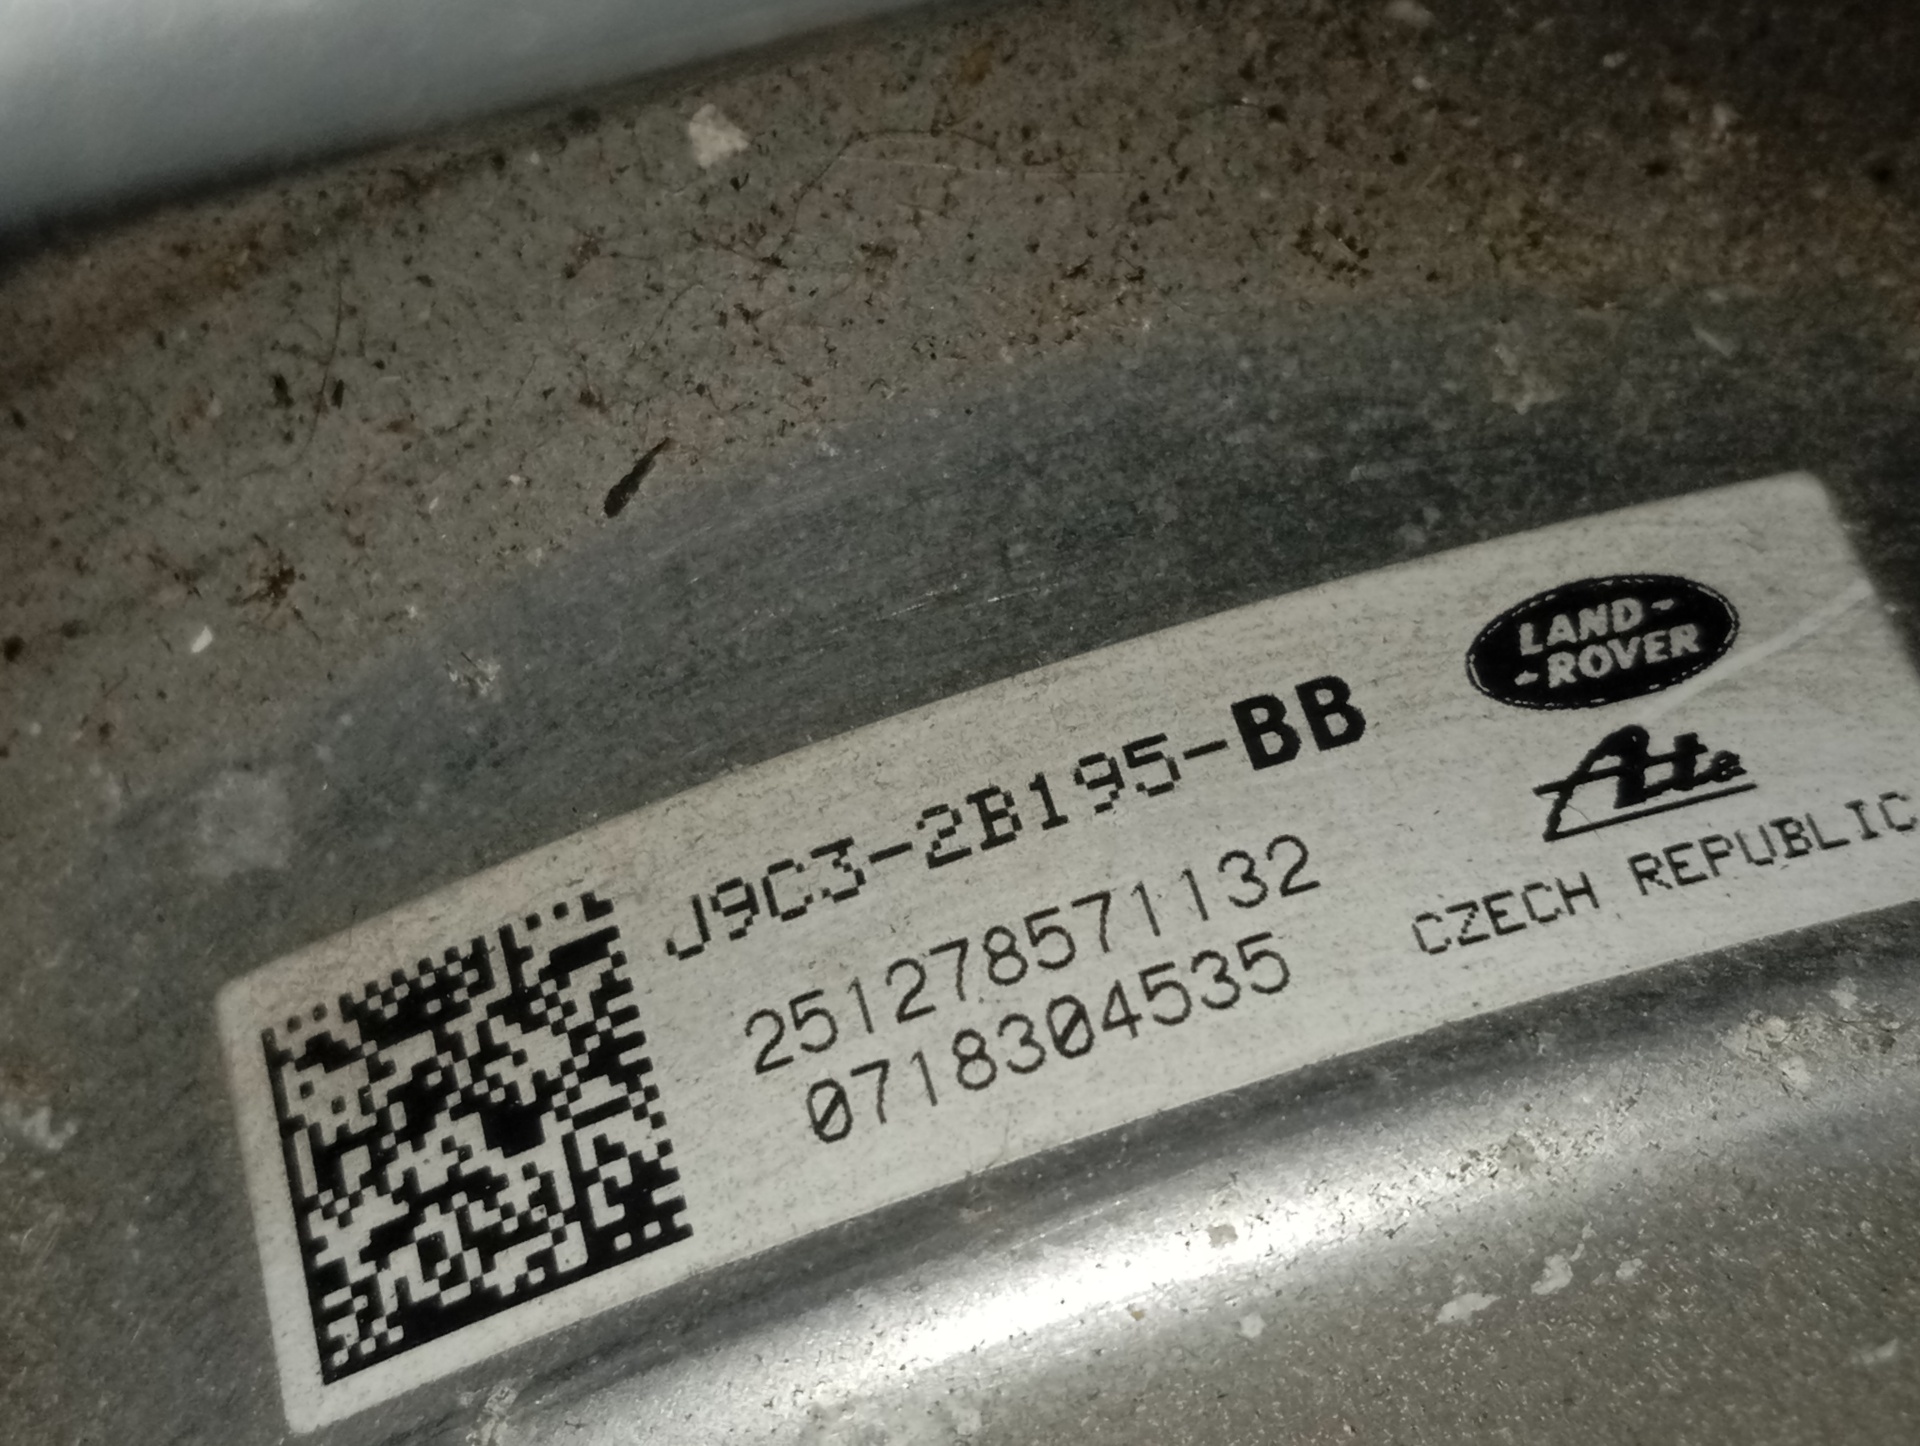 LAND-
-ROVER
J9C3-2B195-BB
Ate
251278571132
CZECH REPUBLIC
0718304535